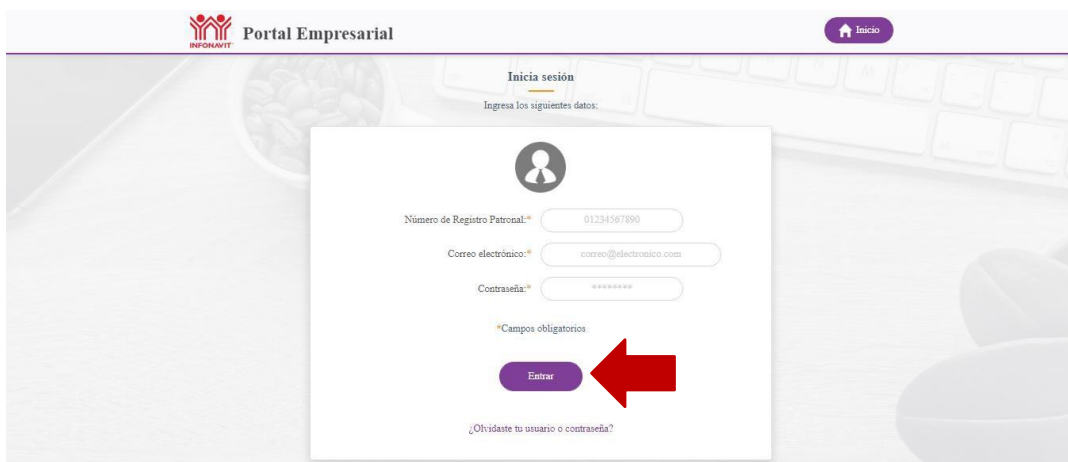 INFONAVIT
Portal Empresarial
Inicio
Inicia sesión
Ingresa los siguientes datos:
Número de Registro Patronal:* 01234567890
Correo electrónico:* correo@electronico.com
Contraseña:* ********
*Campos obligatorios
Entrar
¿Olvidaste tu usuario o contraseña?